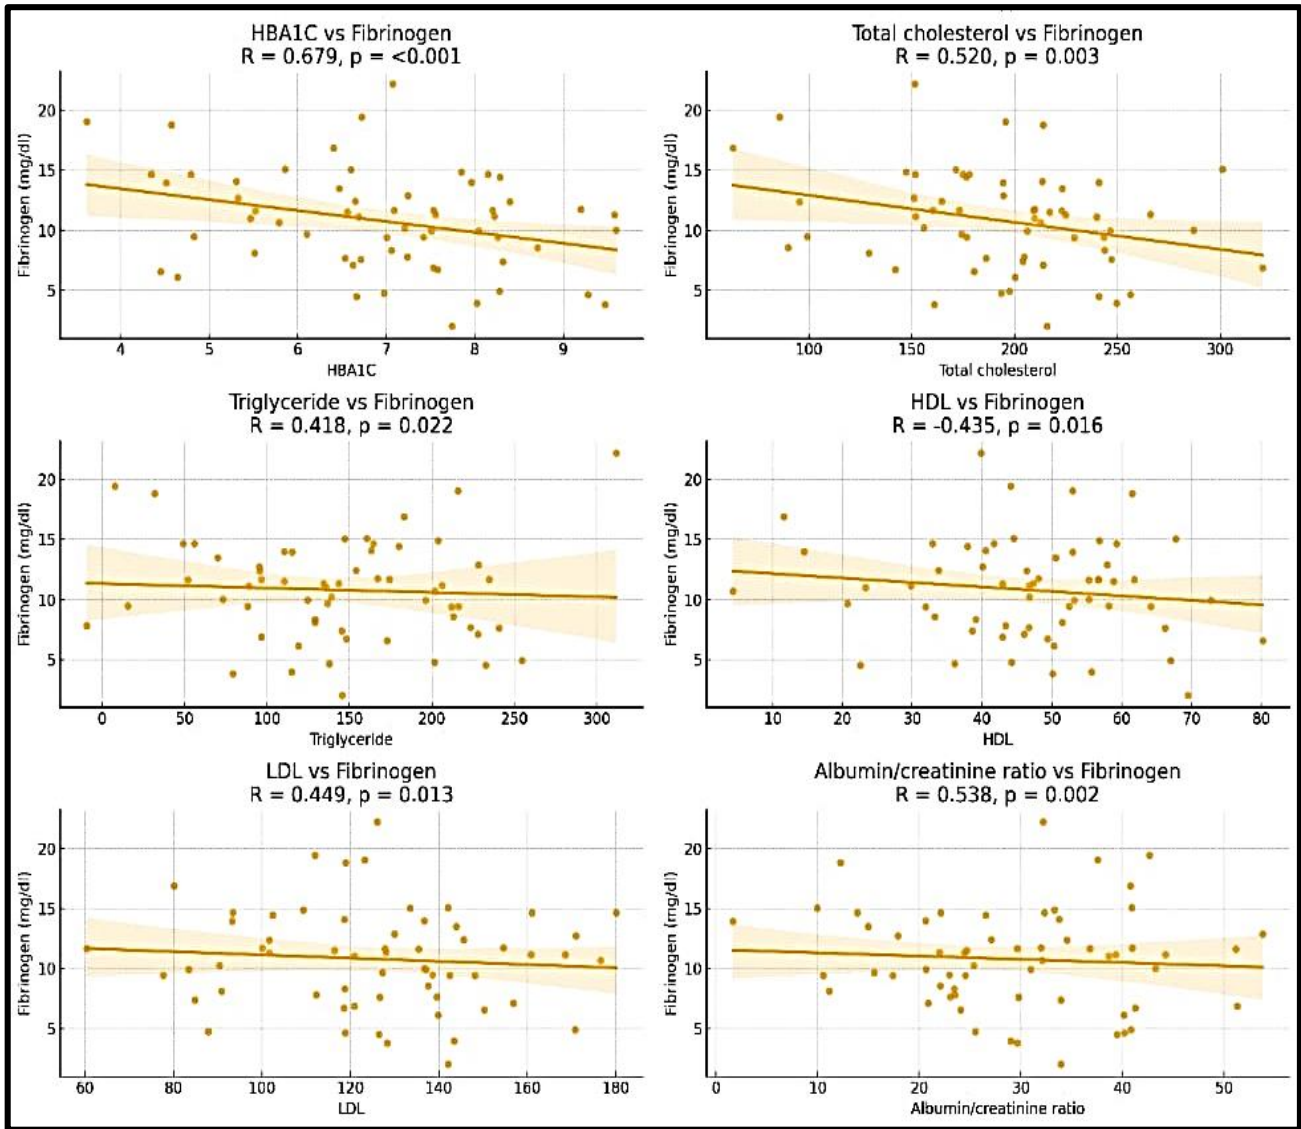 HBA1C vs Fibrinogen
R = 0.679, p = <0.001
Fibrinogen (mg/dl)
20
15
10
5
4 5 6 7 8 9
HBA1C
Total cholesterol vs Fibrinogen
R = 0.520, p = 0.003
Fibrinogen (mg/dl)
20
15
10
5
100 150 200 250 300
Total cholesterol
Triglyceride vs Fibrinogen
R = 0.418, p = 0.022
Fibrinogen (mg/dl)
20
15
10
5
0 50 100 150 200 250 300
Triglyceride
HDL vs Fibrinogen
R = -0.435, p = 0.016
Fibrinogen (mg/dl)
20
15
10
5
10 20 30 40 50 60 70 80
HDL
LDL vs Fibrinogen
R = 0.449, p = 0.013
Fibrinogen (mg/dl)
20
15
10
5
60 80 100 120 140 160 180
LDL
Albumin/creatinine ratio vs Fibrinogen
R = 0.538, p = 0.002
Fibrinogen (mg/dl)
20
15
10
5
0 10 20 30 40 50
Albumin/creatinine ratio